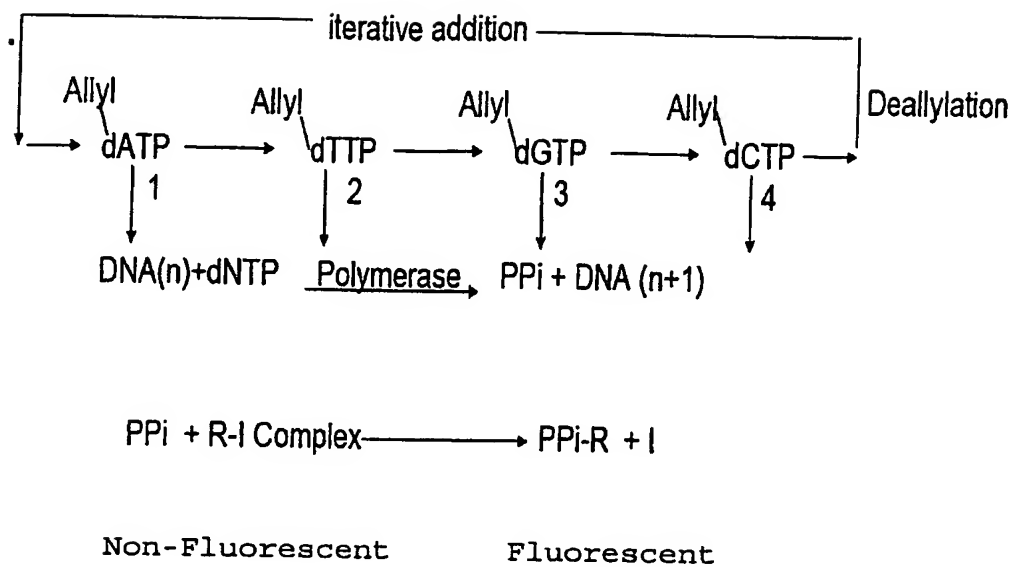 iterative addition
Allyl Allyl Allyl Allyl Deallylation
dATP dTTP dGTP dCTP
1 2 3 4
DNA(n)+dNTP Polymerase PPi + DNA (n+1)
PPi + R-I Complex PPi-R + I
Non-Fluorescent Fluorescent